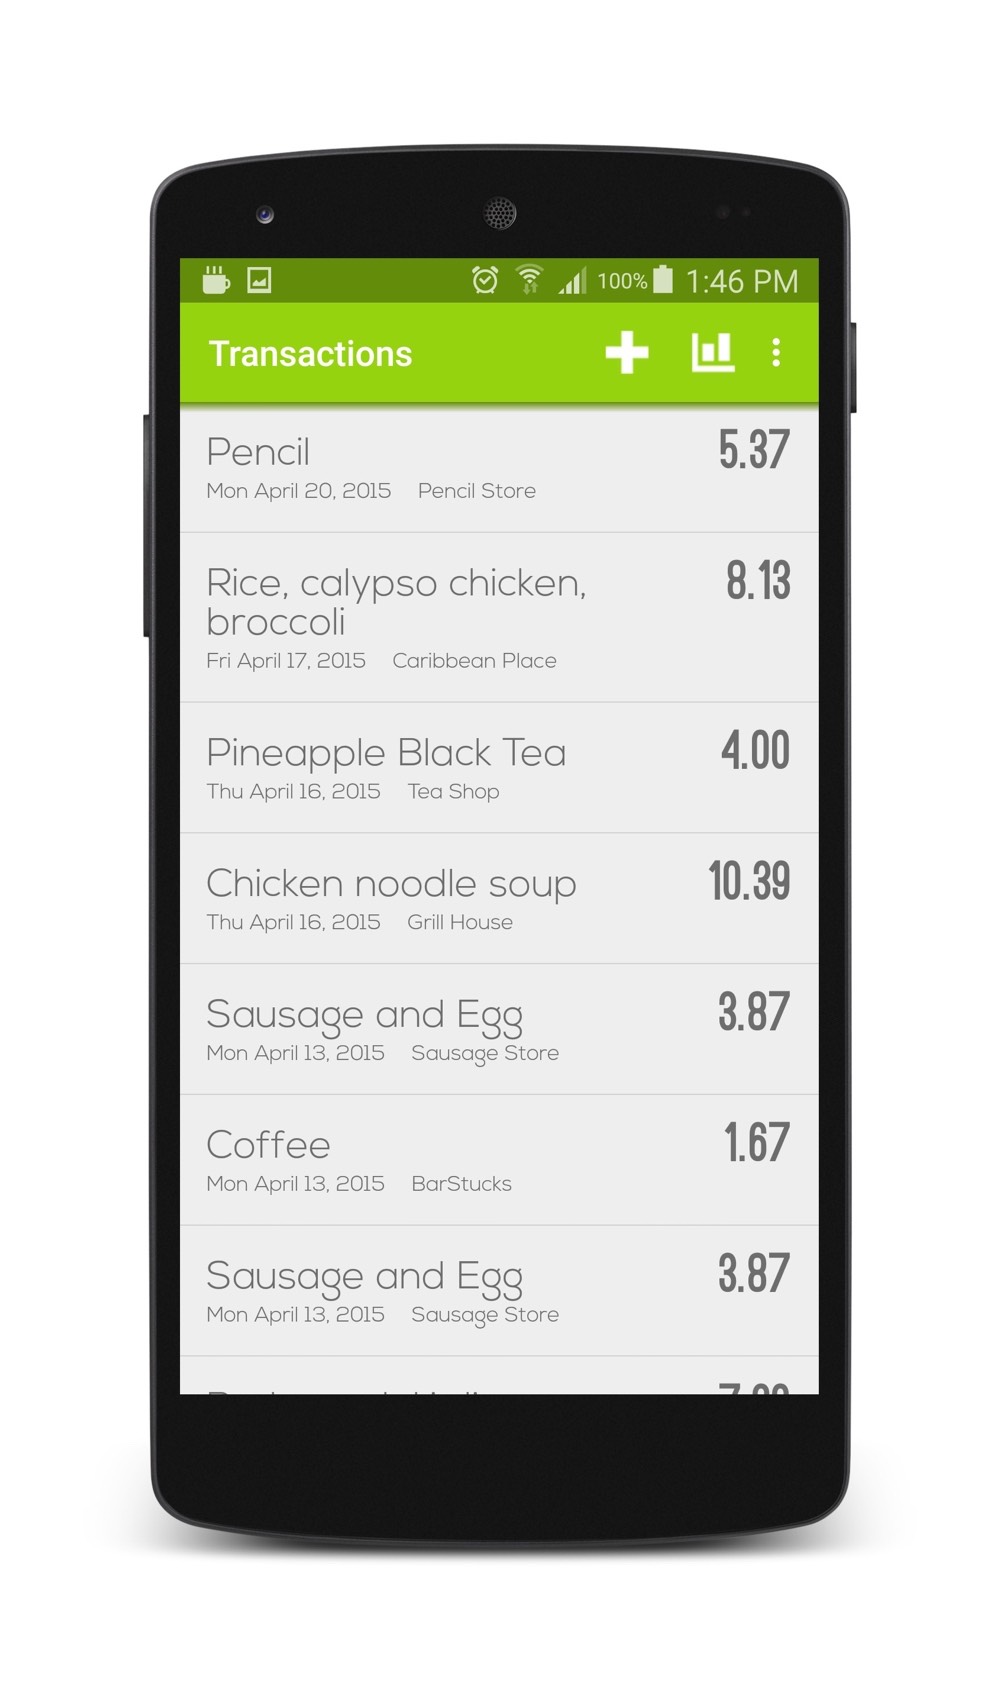 100% 1:46 PM
Transactions
Pencil 5.37
Mon April 20, 2015 Pencil Store
Rice, calypso chicken, 8.13
broccoli
Fri April 17, 2015 Caribbean Place
Pineapple Black Tea 4.00
Thu April 16, 2015 Tea Shop
Chicken noodle soup 10.39
Thu April 16, 2015 Grill House
Sausage and Egg 3.87
Mon April 13, 2015 Sausage Store
Coffee 1.67
Mon April 13, 2015 BarStucks
Sausage and Egg 3.87
Mon April 13, 2015 Sausage Store